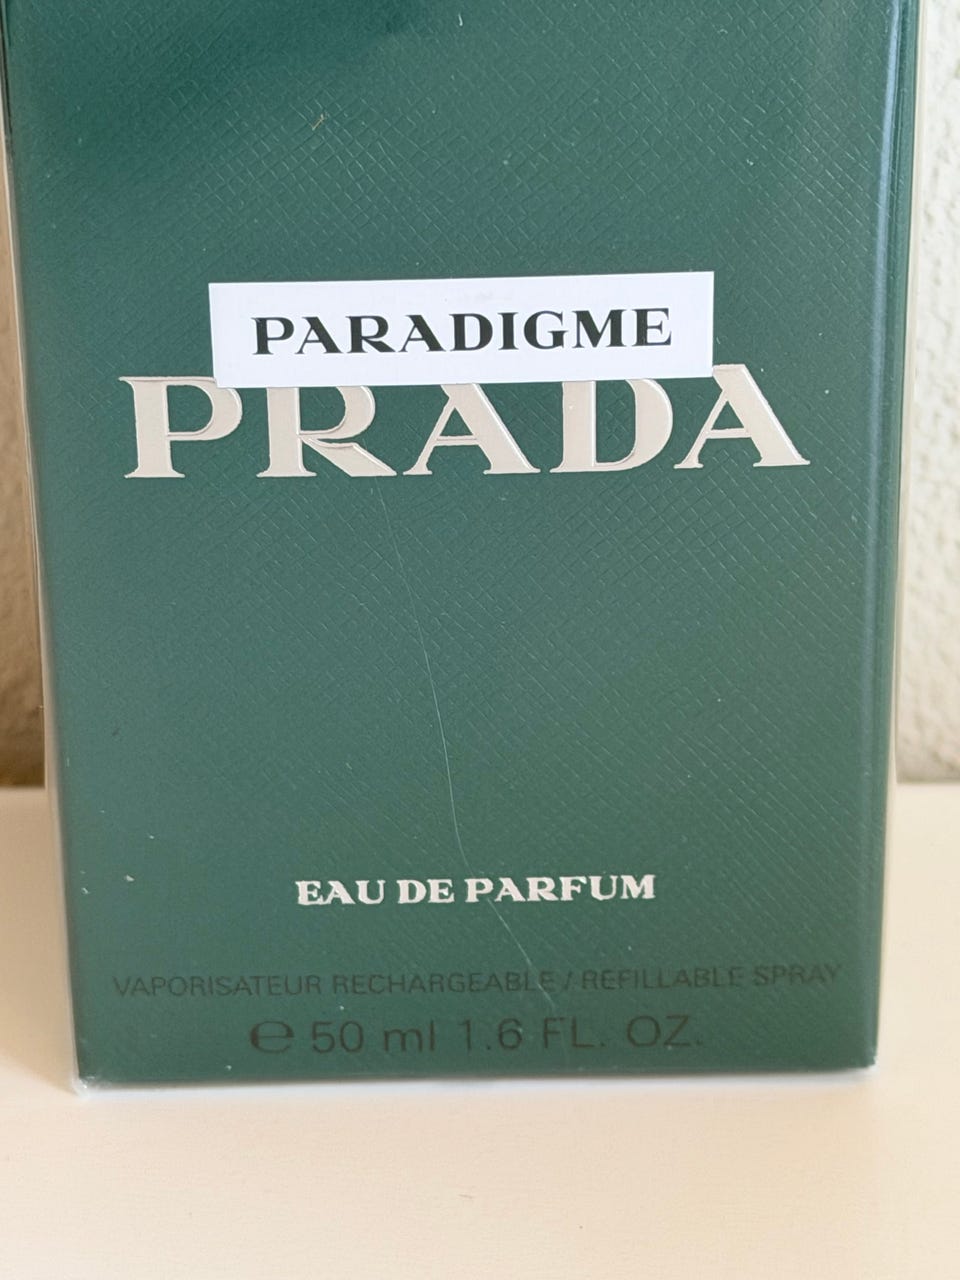 PARADIGME
PRADA
EAU DE PARFUM
VAPORISATEUR RECHARGEABLE / REFILLABLE SPRAY
℮ 50 ml 1.6 FL. OZ.